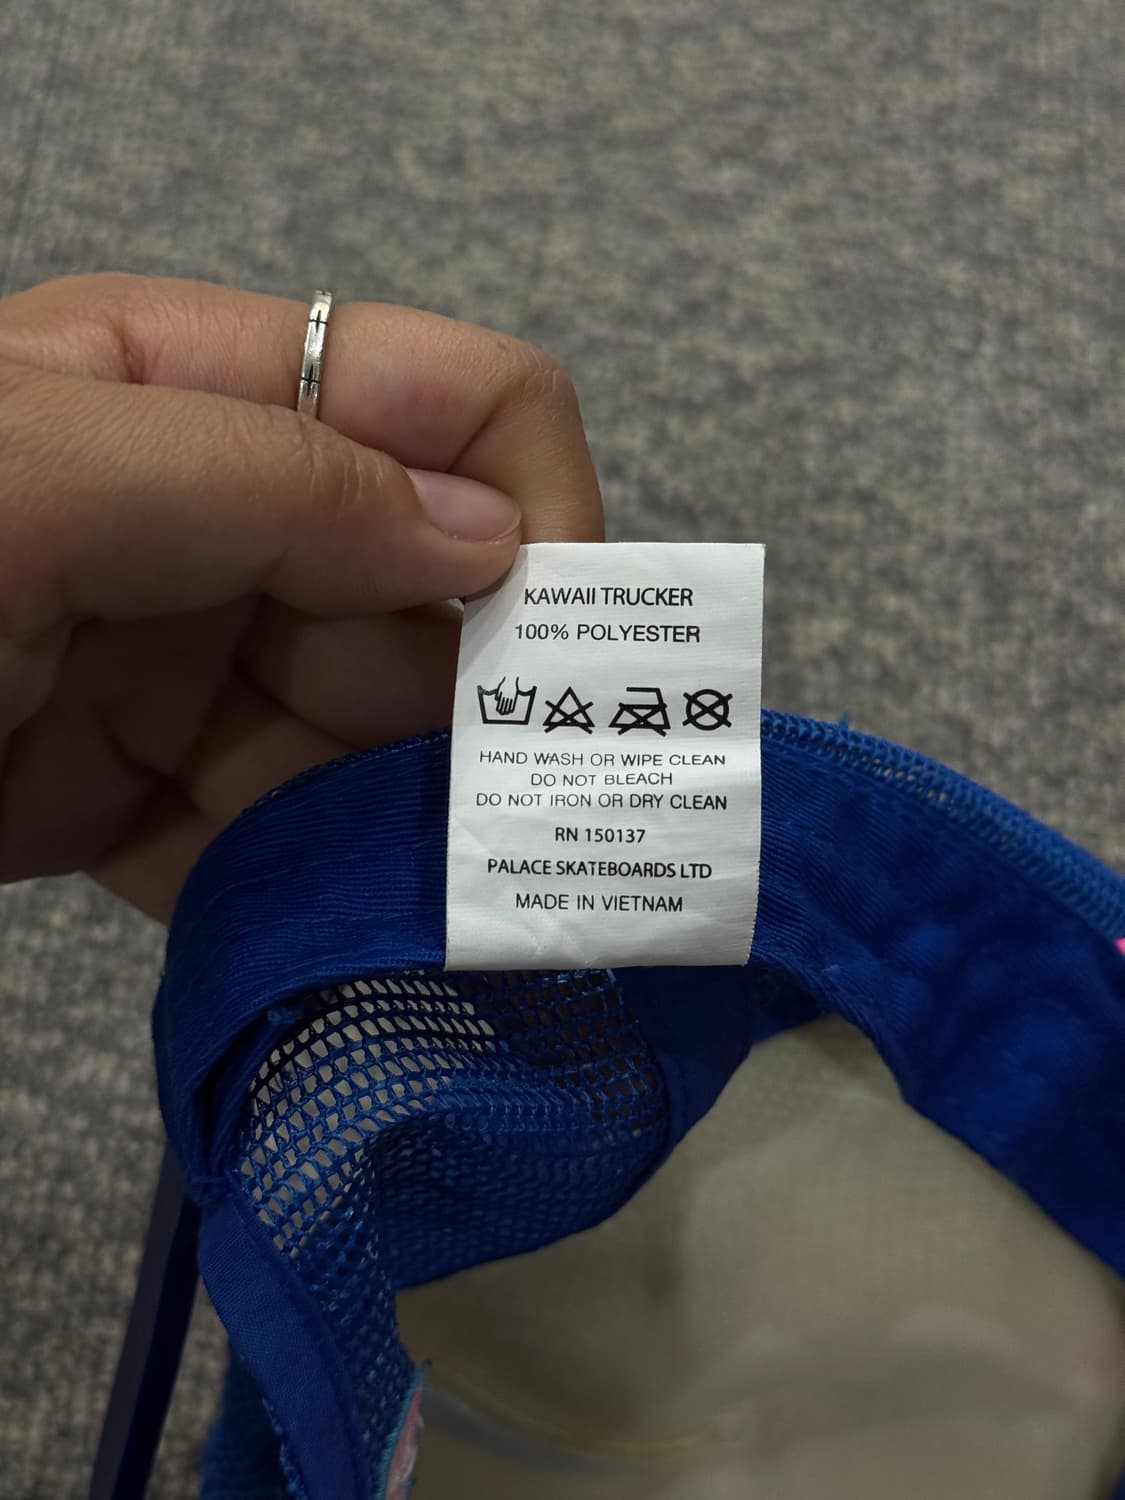 KAWAII TRUCKER
100% POLYESTER
HAND WASH OR WIPE CLEAN
DO NOT BLEACH
DO NOT IRON OR DRY CLEAN
RN 150137
PALACE SKATEBOARDS LTD
MADE IN VIETNAM